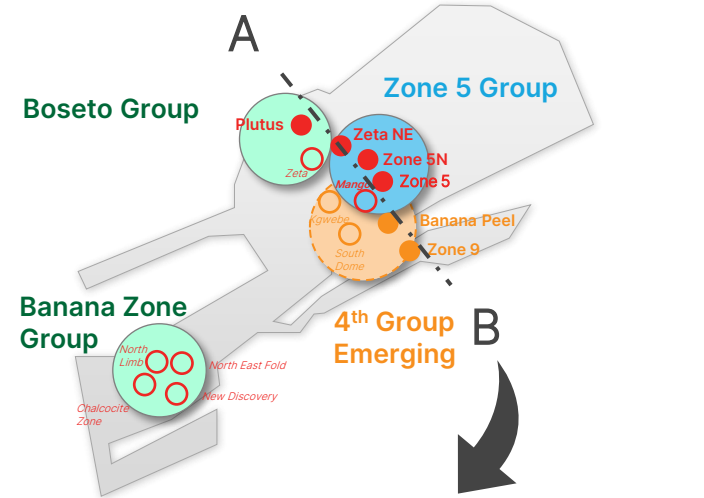 A
Boseto Group
Zone 5 Group
Plutus
Zeta NE
Zeta
Zone 5N
Mango
Zone 5
Kgwebe
Banana Peel
South
Dome
Zone 9
Banana Zone
Group
4th Group
Emerging
B
North
Limb
North East Fold
New Discovery
Chalcocite
Zone